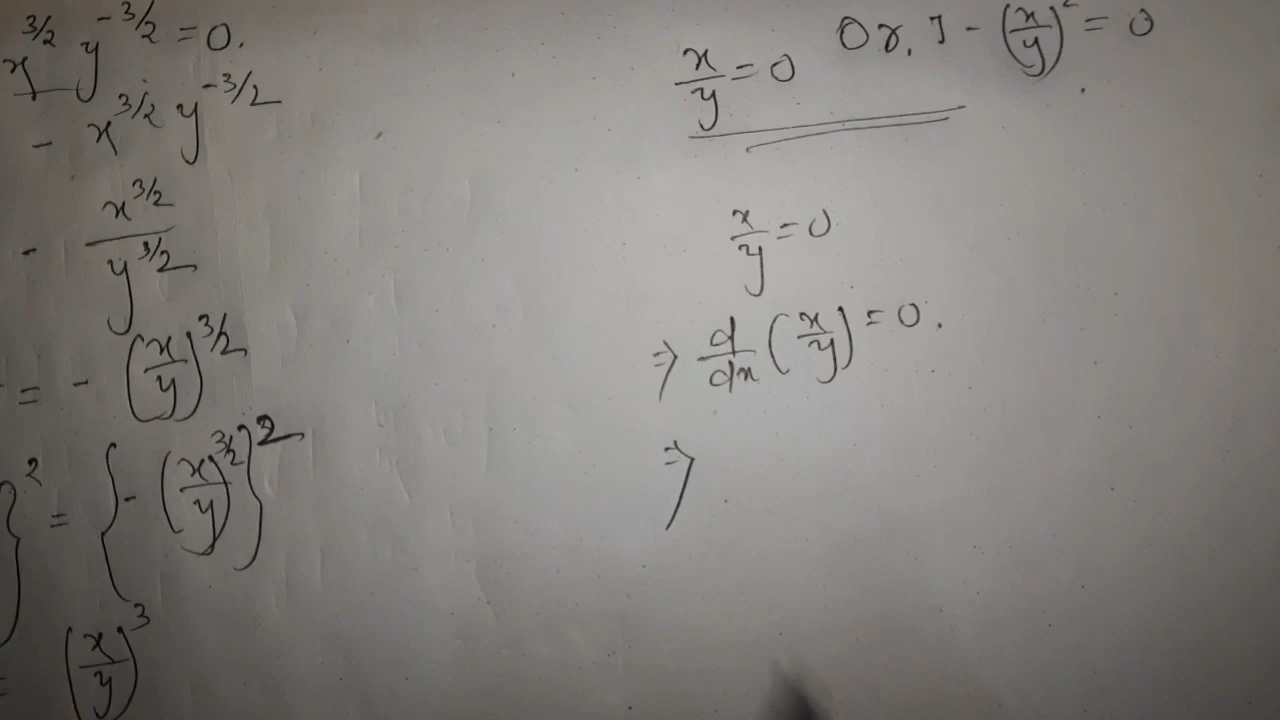 x^{3/2} y^{-3/2} = 0.
- x^{3/2} y^{-3/2}
- x^{3/2} / y^{3/2}
= - (x/y)^{3/2}
}^2 = {- (x/y)^{3/2}}^2
= (x/y)^3
x/y = 0 Or, 1 - (x/y)^2 = 0
x/y = 0
⇒ d/dx (x/y) = 0.
⇒